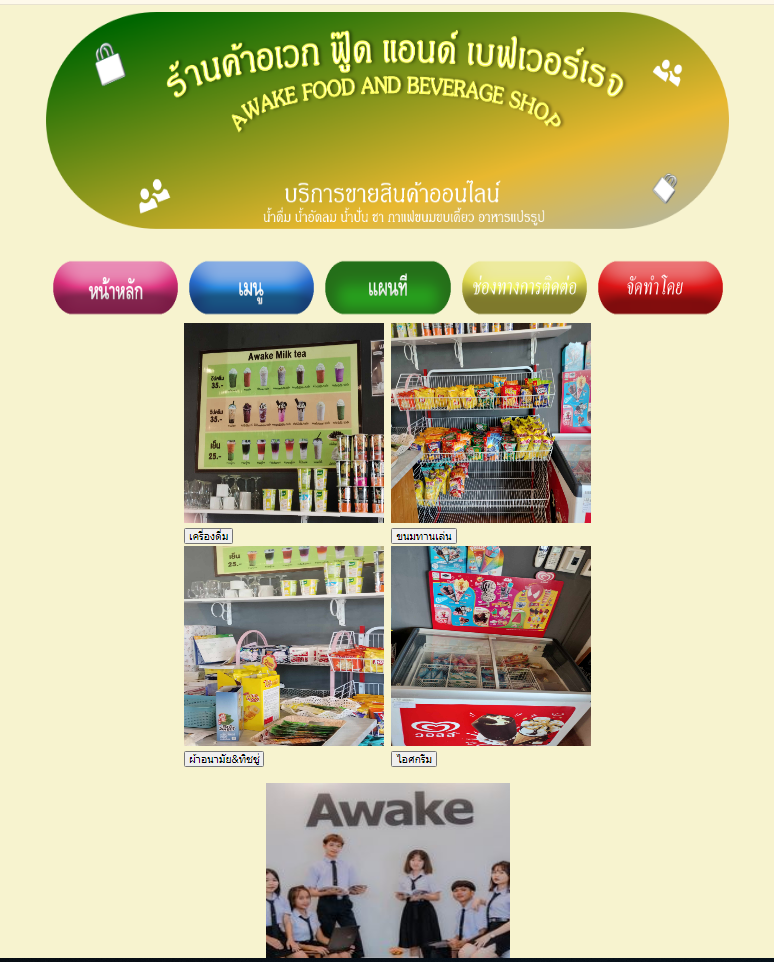 ร้านค้าอเวก ฟู๊ด แอนด์ เบฟเวอร์เรจ
AWAKE FOOD AND BEVERAGE SHOP
บริการขายสินค้าออนไลน์
น้ำดื่ม น้ำอัดลม น้ำปั่น ชา กาแฟขนมขบเคี้ยว อาหารแปรรูป
หน้าหลัก
เมนู
แผนที่
ช่องทางการติดต่อ
จัดทำโดย
Awake Milk tea
35.-
35.-
เย็น
25.-
เครื่องดื่ม
ขนมทานเล่น
เย็น
25.-
วอลล์
ผ้าอนามัย&ทิชชู่
ไอศกรีม
Awake